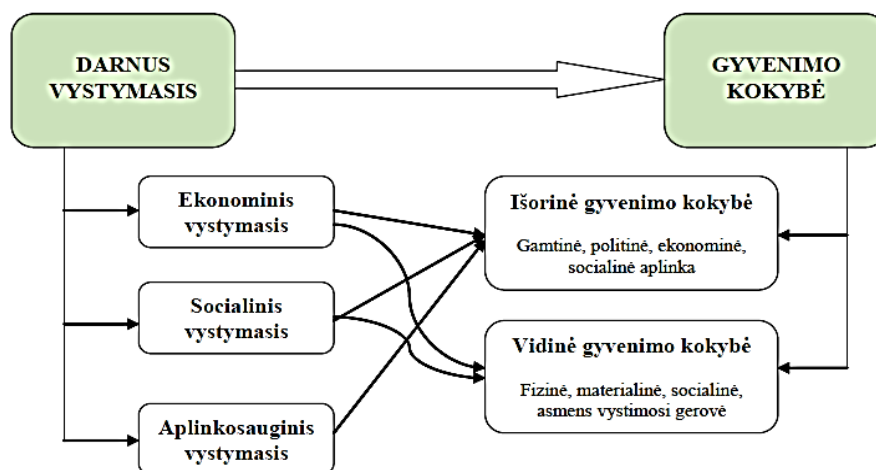 DARNUS
VYSTYMASIS
GYVENIMO
KOKYBĖ
Ekonominis
vystymasis
Socialinis
vystymasis
Aplinkosauginis
vystymasis
Išorinė gyvenimo kokybė
Gamtinė, politinė, ekonominė,
socialinė aplinka
Vidinė gyvenimo kokybė
Fizinė, materialinė, socialinė,
asmens vystimosi gerovė